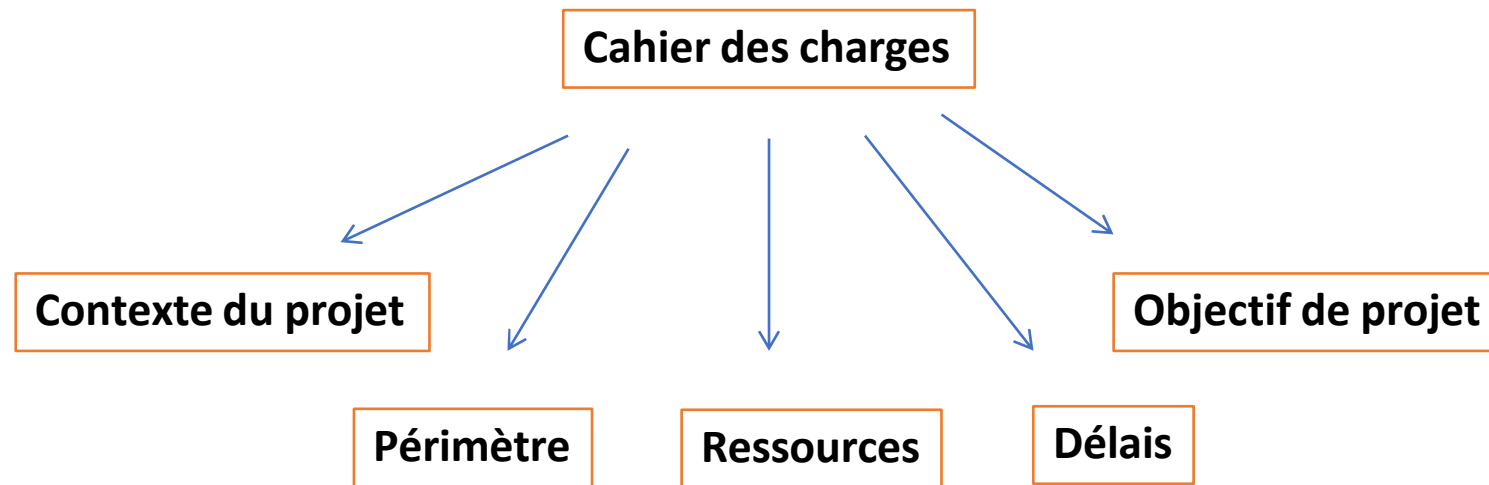 Cahier des charges
Contexte du projet
Objectif de projet
Périmètre
Ressources
Délais